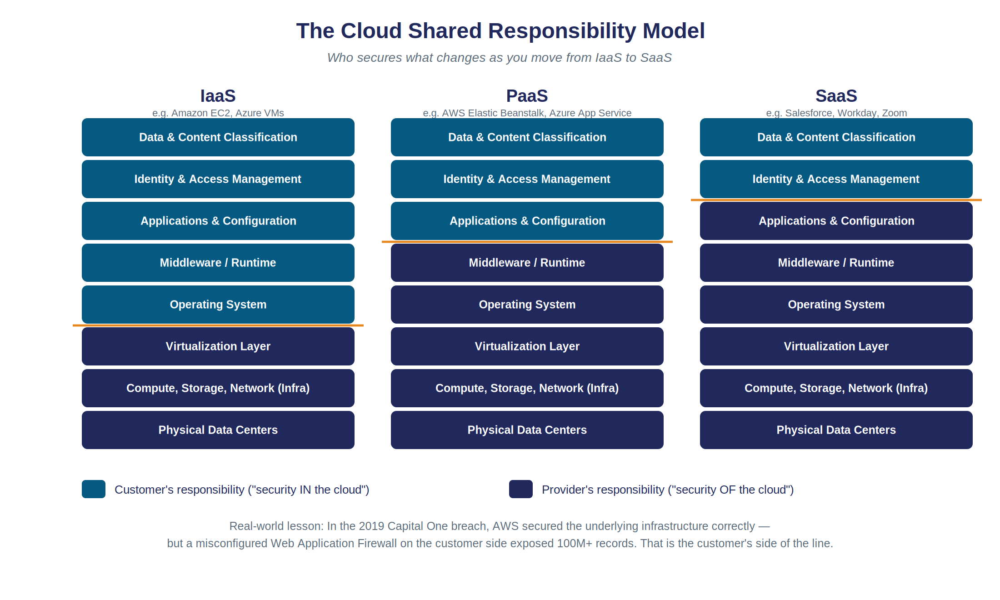 The Cloud Shared Responsibility Model
Who secures what changes as you move from IaaS to SaaS
IaaS
e.g. Amazon EC2, Azure VMs
Data & Content Classification
Identity & Access Management
Applications & Configuration
Middleware / Runtime
Operating System
Virtualization Layer
Compute, Storage, Network (Infra)
Physical Data Centers
PaaS
e.g. AWS Elastic Beanstalk, Azure App Service
Data & Content Classification
Identity & Access Management
Applications & Configuration
Middleware / Runtime
Operating System
Virtualization Layer
Compute, Storage, Network (Infra)
Physical Data Centers
SaaS
e.g. Salesforce, Workday, Zoom
Data & Content Classification
Identity & Access Management
Applications & Configuration
Middleware / Runtime
Operating System
Virtualization Layer
Compute, Storage, Network (Infra)
Physical Data Centers
Customer's responsibility ("security IN the cloud")
Provider's responsibility ("security OF the cloud")
Real-world lesson: In the 2019 Capital One breach, AWS secured the underlying infrastructure correctly —
but a misconfigured Web Application Firewall on the customer side exposed 100M+ records. That is the customer's side of the line.